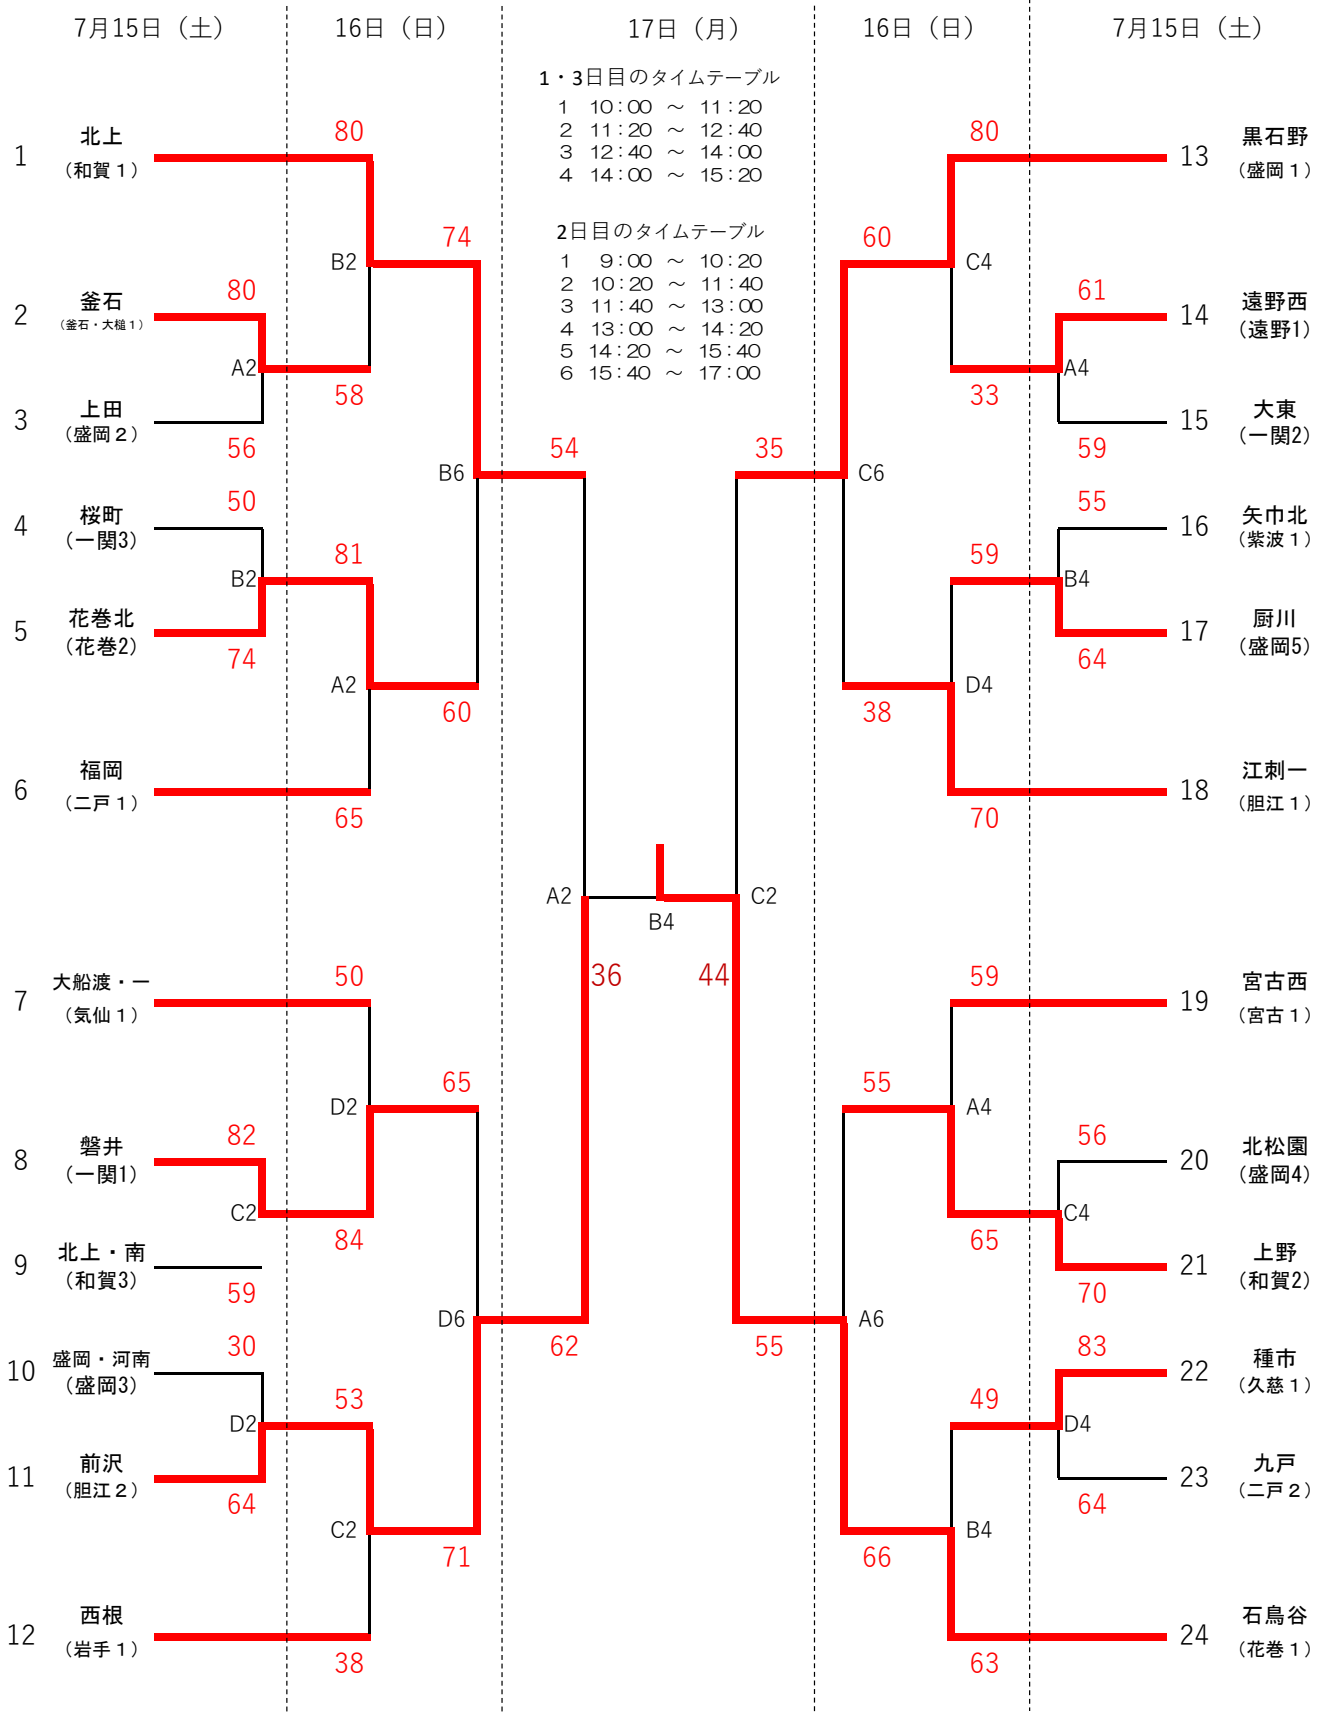 7月15日（土）
16日（日）
17日（月）
16日（日）
7月15日（土）
1・3日目のタイムテーブル
1 10：00 ～ 11：20
2 11：20 ～ 12：40
3 12：40 ～ 14：00
4 14：00 ～ 15：20
2日目のタイムテーブル
1 9：00 ～ 10：20
2 10：20 ～ 11：40
3 11：40 ～ 13：00
4 13：00 ～ 14：20
5 14：20 ～ 15：40
6 15：40 ～ 17：00
1
北上
（和賀１）
2
釜石
（釜石・大槌１）
3
上田
（盛岡２）
4
桜町
（一関3）
5
花巻北
（花巻2）
6
福岡
（二戸１）
7
大船渡・一
（気仙１）
8
磐井
（一関1）
9
北上・南
（和賀3）
10
盛岡・河南
（盛岡3）
11
前沢
（胆江２）
12
西根
（岩手１）
80
A2
56
50
B2
74
82
C2
59
30
D2
64
80
B2
58
81
A2
65
50
D2
84
53
C2
38
74
B6
60
65
D6
71
54
A2
62
36
B4
44
35
C2
55
60
C6
38
55
A6
66
80
C4
33
59
D4
70
59
A4
65
49
B4
63
61
A4
59
55
B4
64
56
C4
70
83
D4
64
13
黒石野
（盛岡１）
14
遠野西
（遠野1）
15
大東
（一関2）
16
矢巾北
（紫波１）
17
厨川
（盛岡5）
18
江刺一
（胆江１）
19
宮古西
（宮古１）
20
北松園
（盛岡4）
21
上野
（和賀2）
22
種市
（久慈１）
23
九戸
（二戸２）
24
石鳥谷
（花巻１）